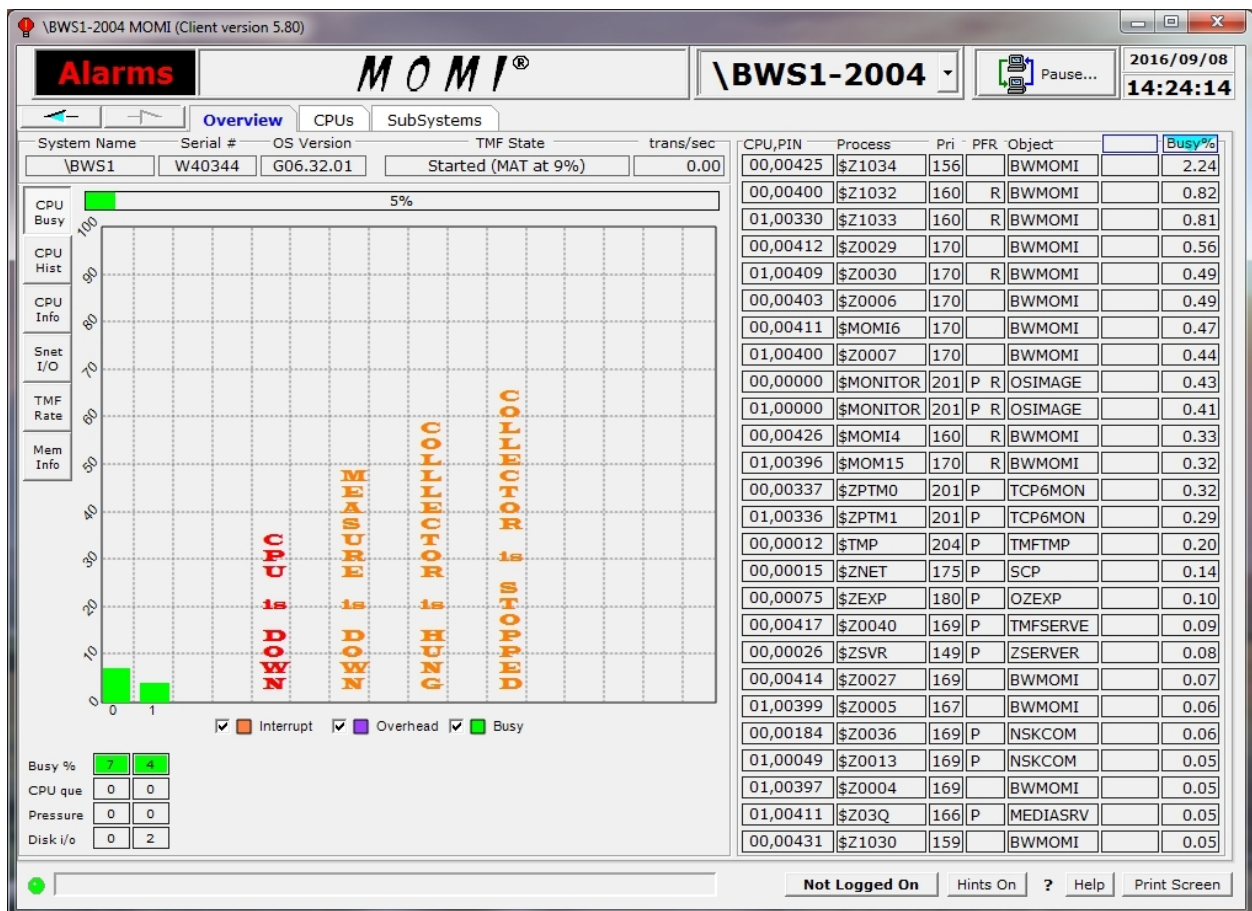 \BWS1-2004 MOMI (Client version 5.80)
Alarms
MOMI®
\BWS1-2004
Pause...
2016/09/08
14:24:14
Overview CPUs SubSystems
System Name Serial # OS Version TMF State trans/sec
\BWS1 W40344 G06.32.01 Started (MAT at 9%) 0.00
CPU Busy
CPU Hist
CPU Info
Snet I/O
TMF Rate
Mem Info
5%
100
90
80
70
60
50
40
30
20
10
0
CPU is DOWN
MEASURE is DOWN
COLLLECTOR is HUNG
COLLECTOR is STOPPED
0 1
Interrupt Overhead Busy
Busy % 7 4
CPU que 0 0
Pressure 0 0
Disk i/o 0 2
CPU,PIN Process Pri PFR Object Busy%
00,00425 $Z1034 156 BWMOMI 2.24
00,00400 $Z1032 160 R BWMOMI 0.82
01,00330 $Z1033 160 R BWMOMI 0.81
00,00412 $Z0029 170 BWMOMI 0.56
01,00409 $Z0030 170 R BWMOMI 0.49
00,00403 $Z0006 170 BWMOMI 0.49
00,00411 $MOMI6 170 BWMOMI 0.47
01,00400 $Z0007 170 BWMOMI 0.44
00,00000 $MONITOR 201 P R OSIMAGE 0.43
01,00000 $MONITOR 201 P R OSIMAGE 0.41
00,00426 $MOMI4 160 R BWMOMI 0.33
01,00396 $MOM15 170 R BWMOMI 0.32
00,00337 $ZPTM0 201 P TCP6MON 0.32
01,00336 $ZPTM1 201 P TCP6MON 0.29
00,00012 $TMP 204 P TMFTMP 0.20
00,00015 $ZNET 175 P SCP 0.14
00,00075 $ZEXP 180 P OZEXP 0.10
00,00417 $Z0040 169 P TMFSERVE 0.09
00,00026 $ZSVR 149 P ZSERVER 0.08
00,00414 $Z0027 169 BWMOMI 0.07
01,00399 $Z0005 167 BWMOMI 0.06
00,00184 $Z0036 169 P NSKCOM 0.06
01,00049 $Z0013 169 P NSKCOM 0.05
01,00397 $Z0004 169 BWMOMI 0.05
01,00411 $Z03Q 166 P MEDIASRV 0.05
00,00431 $Z1030 159 BWMOMI 0.05
Not Logged On Hints On ? Help Print Screen